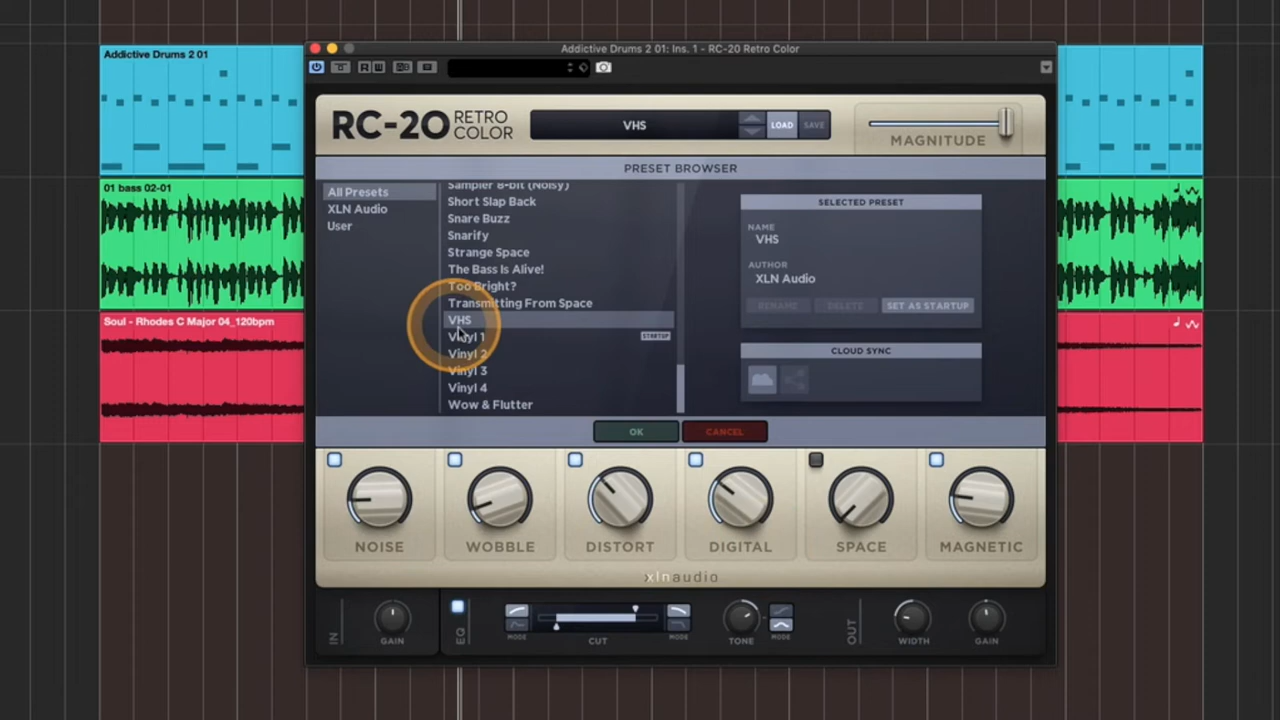 Addictive Drums 2 01: Ins. 1 - RC-20 Retro Color
Addictive Drums 2 01
R W
RC-20 RETRO COLOR
VHS
LOAD
SAVE
MAGNITUDE
PRESET BROWSER
01 bass 02-01
All Presets
XLN Audio
User
Sampler 8-bit (Noisy)
Short Slap Back
Snare Buzz
Snarify
Strange Space
The Bass Is Alive!
Too Bright?
Transmitting From Space
VHS
Vinyl 1
STARTUP
Vinyl 2
Vinyl 3
Vinyl 4
Wow & Flutter
SELECTED PRESET
NAME
VHS
AUTHOR
XLN Audio
RENAME
DELETE
SET AS STARTUP
CLOUD SYNC
Soul - Rhodes C Major 04_120bpm
OK
CANCEL
NOISE
WOBBLE
DISTORT
DIGITAL
SPACE
MAGNETIC
xlnaudio
IN
GAIN
EQ
MODE
CUT
MODE
TONE
MODE
OUT
WIDTH
GAIN